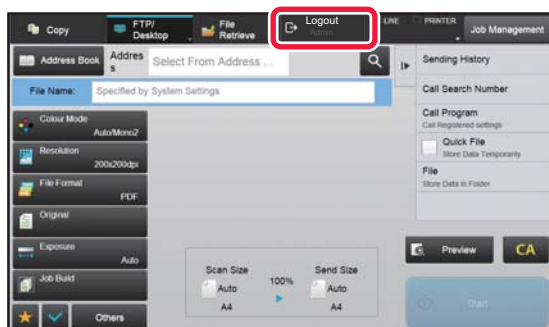 Copy
FTP/
Desktop
File
Retrieve
Logout
Admin
LINE
PRINTER
Job Management
Address Book
Addres
s
Select From Address ...
Sending History
File Name:
Specified by System Settings
Call Search Number
Colour Mode
Auto/Mono2
Call Program
Call Registered settings
Resolution
200x200dpi
Quick File
Store Data Temporarily
File Format
PDF
File
Store Data in Folder
Original
Exposure
Auto
Preview
CA
Job Build
Scan Size
Auto
A4
100%
Send Size
Auto
A4
Start
Others